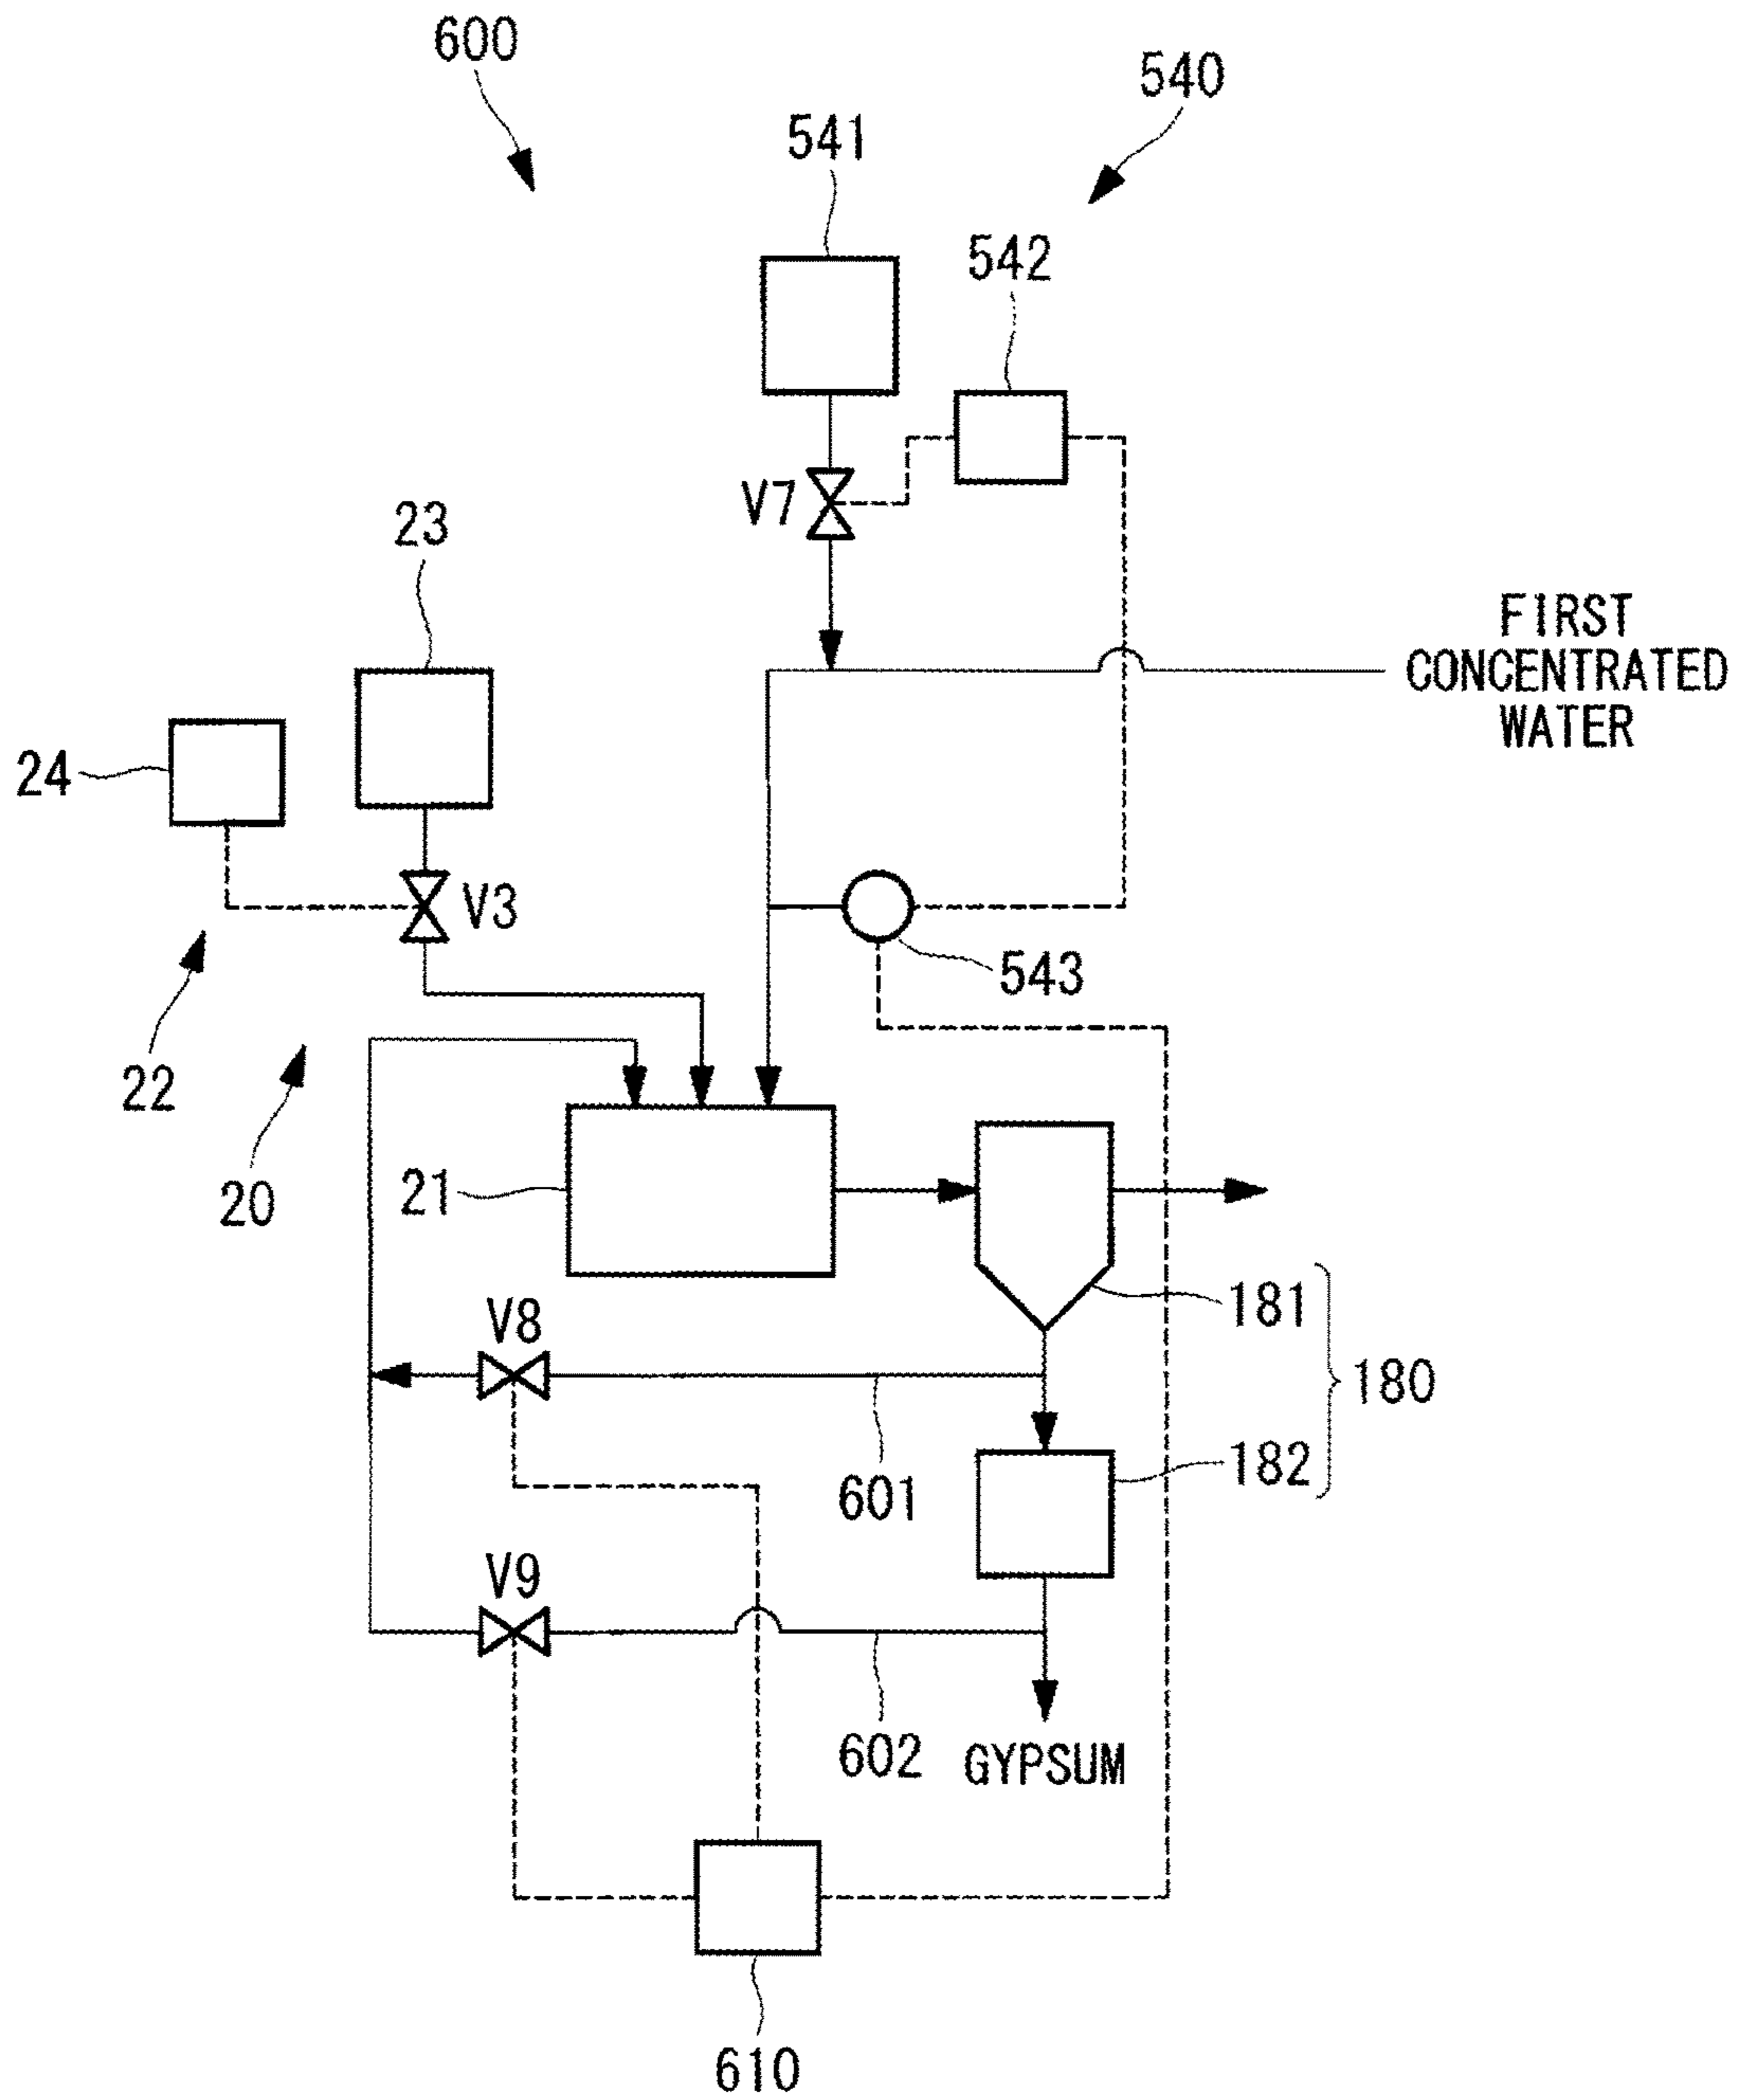 600
540
541
542
V7
23
FIRST
CONCENTRATED
WATER
24
V3
543
22
20
21
181
V8
180
182
601
V9
602
GYPSUM
610